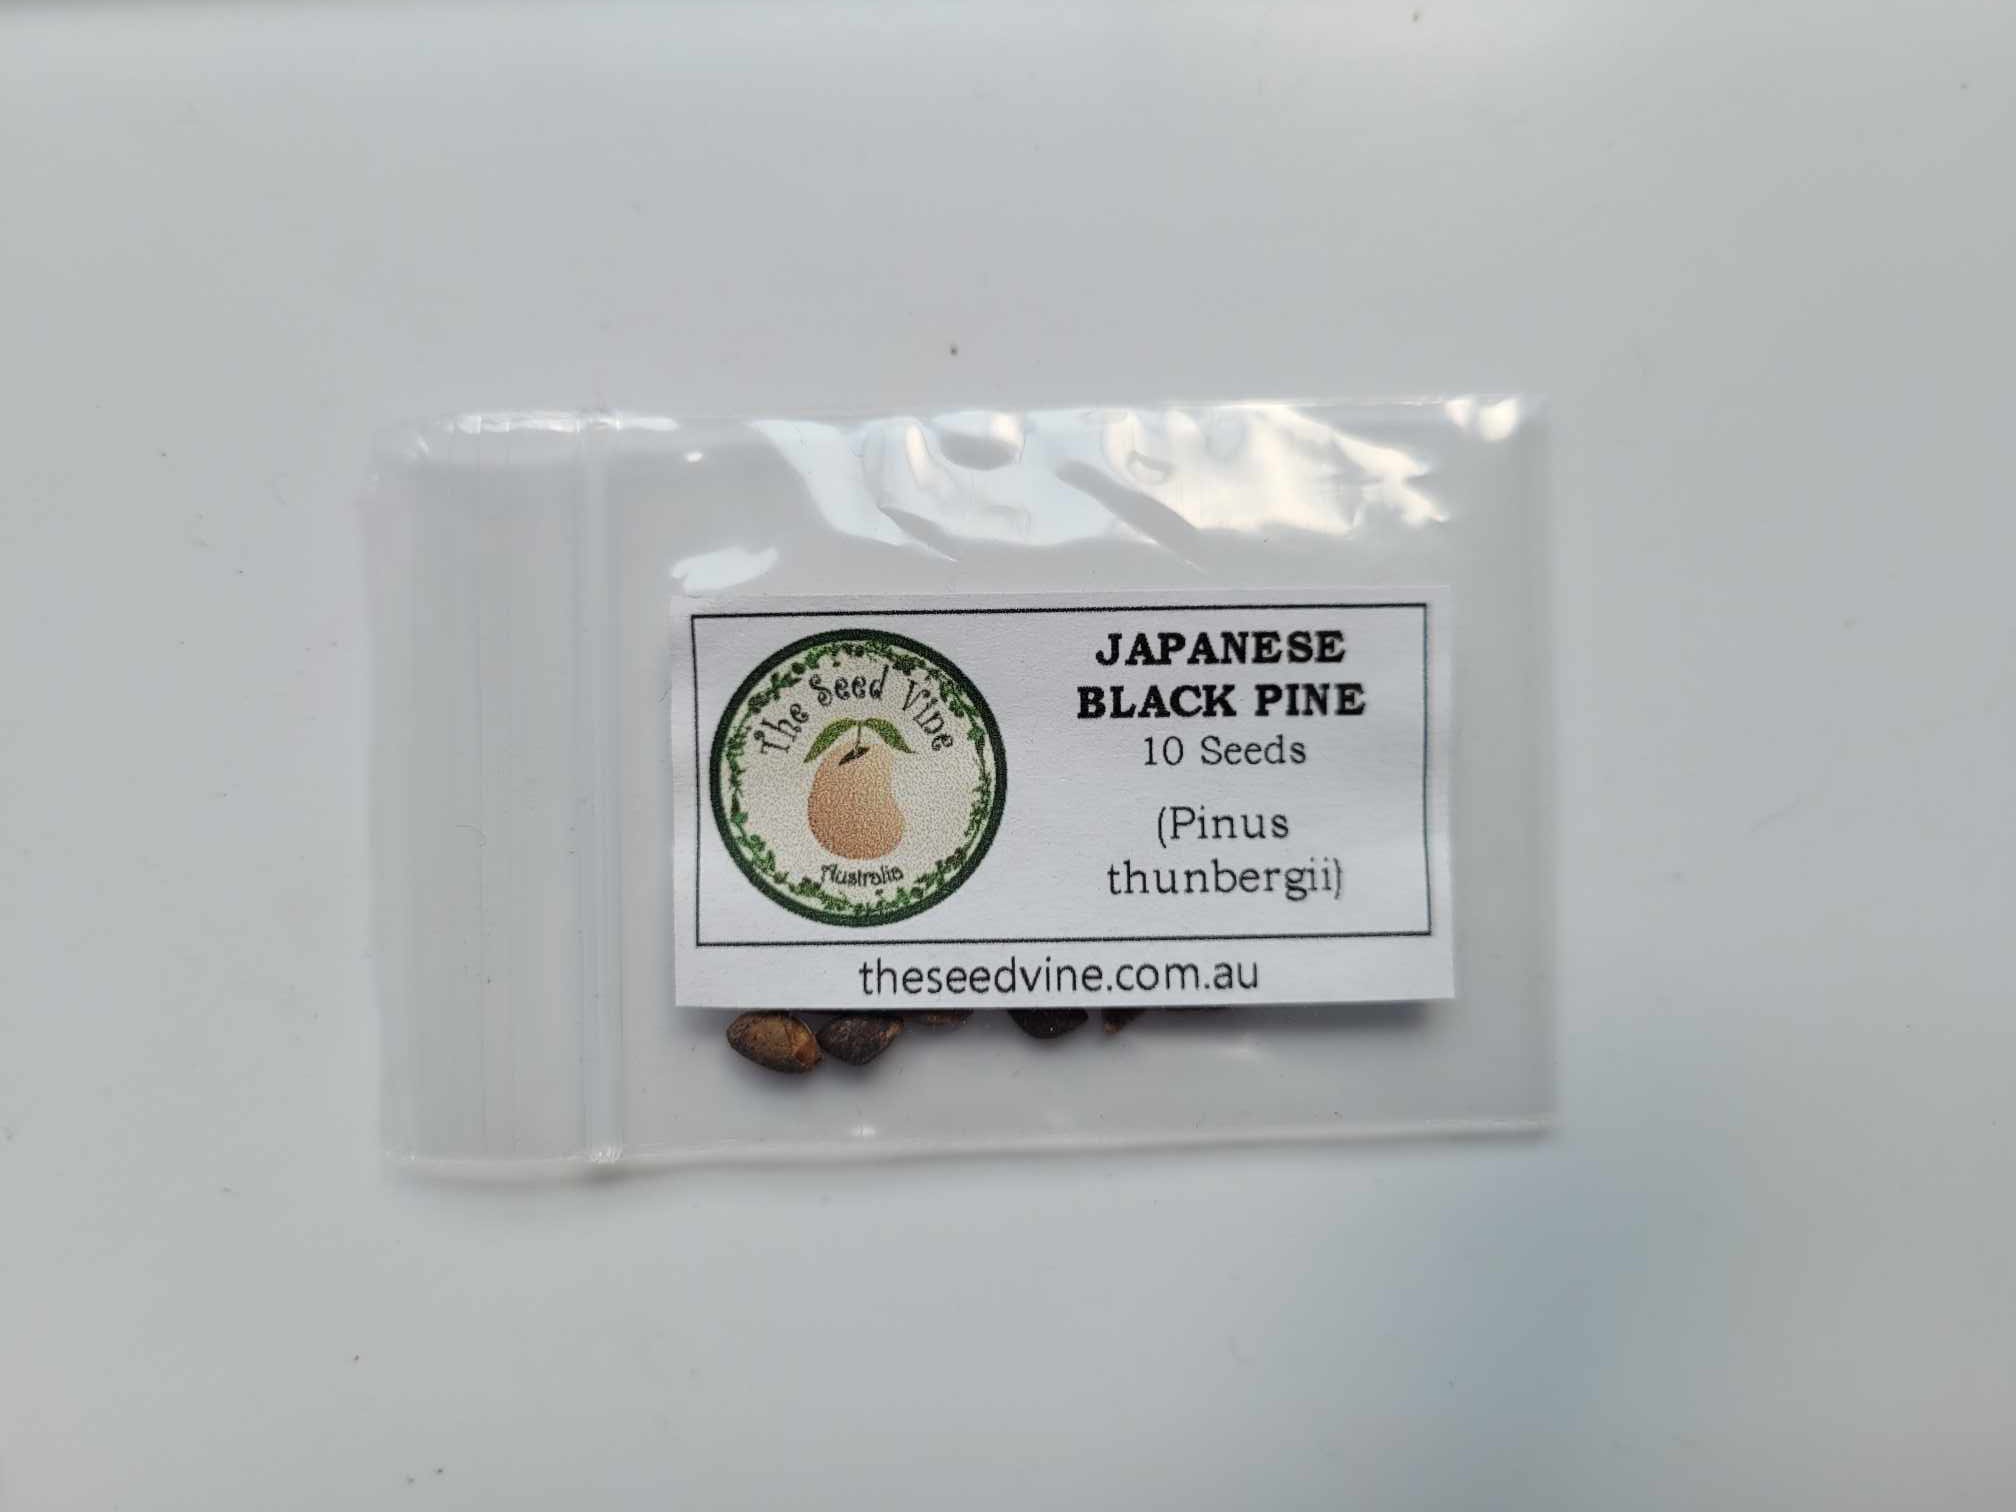 The Seed Vine
Australia
JAPANESE
BLACK PINE
10 Seeds
(Pinus
thunbergii)
theseedvine.com.au